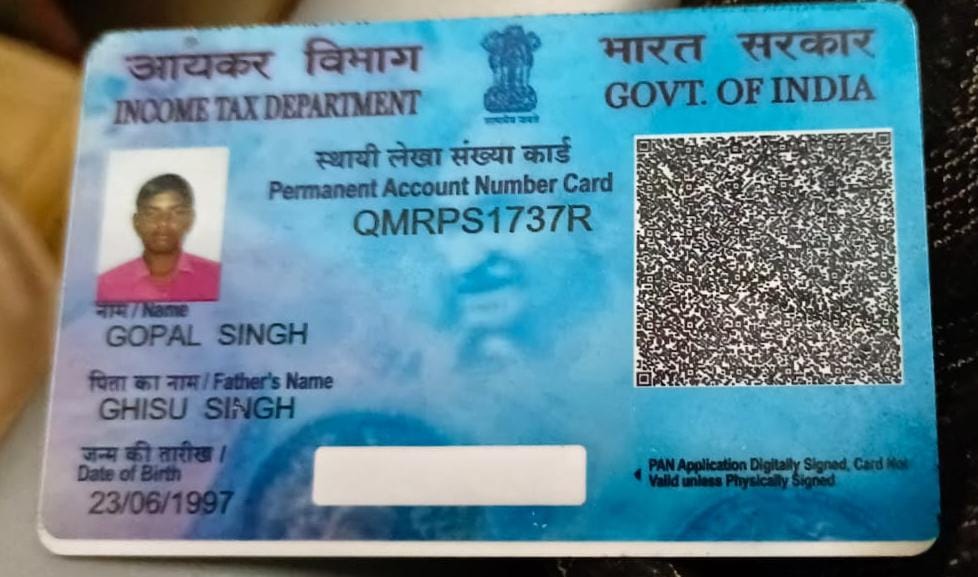 आयकर विभाग
INCOME TAX DEPARTMENT
भारत सरकार
GOVT. OF INDIA
सत्यमेव जयते
स्थायी लेखा संख्या कार्ड
Permanent Account Number Card
QMRPS1737R
नाम / Name
GOPAL SINGH
पिता का नाम / Father's Name
GHISU SINGH
जन्म की तारीख /
Date of Birth
23/06/1997
PAN Application Digitally Signed, Card Not
Valid unless Physically Signed